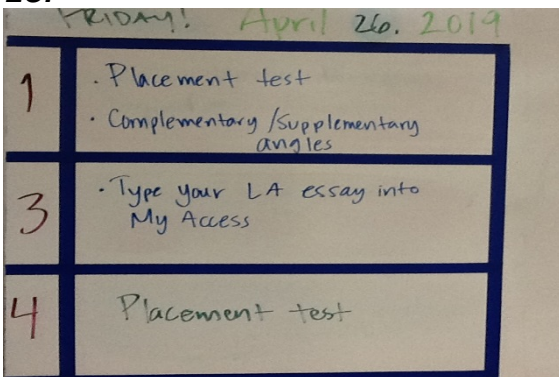 FRIDAY! April 26. 2019
1
· Placement test
· Complementary /Supplementary
angles
3
· Type your LA essay into
My Access
4
Placement test